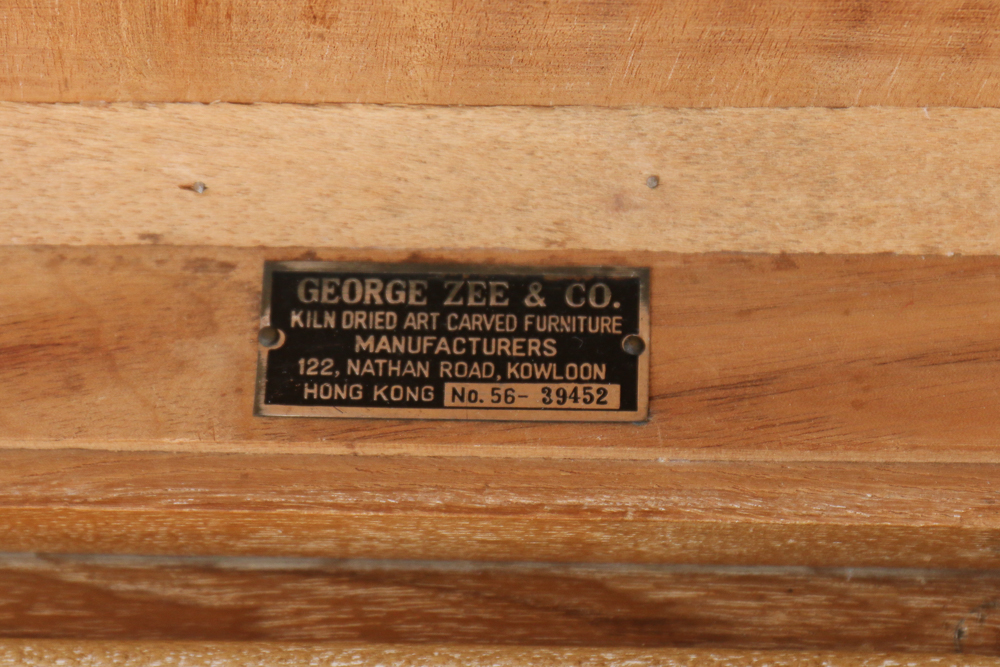 GEORGE ZEE & CO.
KILN DRIED ART CARVED FURNITURE
MANUFACTURERS
122, NATHAN ROAD, KOWLOON
HONG KONG No. 56- 39452